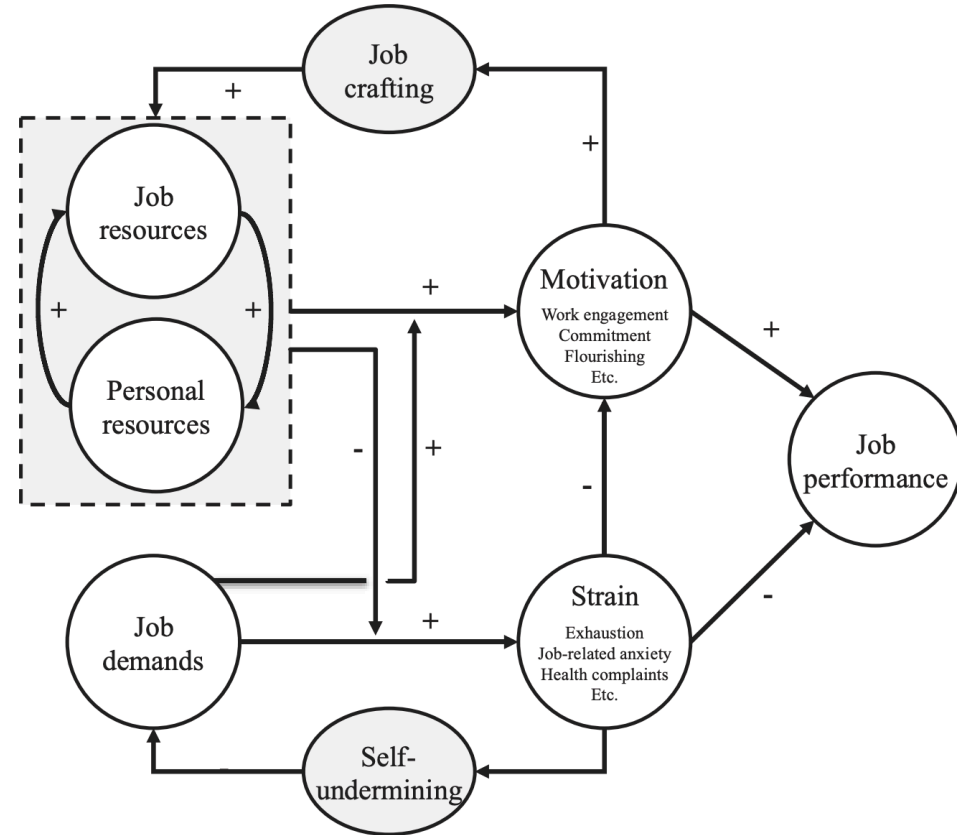 Job
crafting
+
+
Job
resources
+
+
Personal
resources
+
-
+
Motivation
Work engagement
Commitment
Flourishing
Etc.
+
Job
performance
-
-
Job
demands
+
Strain
Exhaustion
Job-related anxiety
Health complaints
Etc.
Self-
undermining